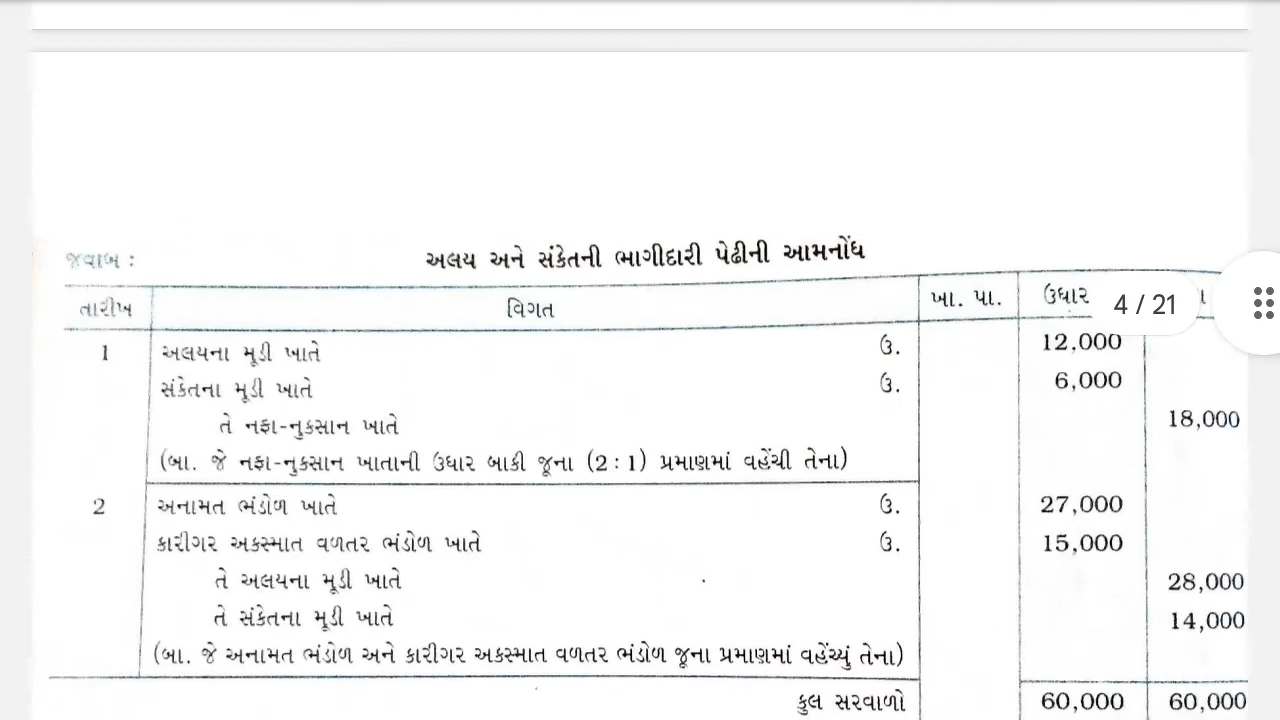 જવાબ : અલય અને સંકેતની ભાગીદારી પેઢીની આમનોંધ
તારીખ વિગત ખા. પા. ઉધાર
4 / 21
1 અલયના મૂડી ખાતે ઉ. 12,000
સંકેતના મૂડી ખાતે ઉ. 6,000
તે નફા-નુકસાન ખાતે 18,000
(બા. જે નફા-નુકસાન ખાતાની ઉધાર બાકી જૂના (2 : 1) પ્રમાણમાં વહેંચી તેના)
2 અનામત ભંડોળ ખાતે ઉ. 27,000
કારીગર અકસ્માત વળતર ભંડોળ ખાતે ઉ. 15,000
તે અલયના મૂડી ખાતે 28,000
તે સંકેતના મૂડી ખાતે 14,000
(બા. જે અનામત ભંડોળ અને કારીગર અકસ્માત વળતર ભંડોળ જૂના પ્રમાણમાં વહેંચ્યું તેના)
કુલ સરવાળો 60,000 60,000